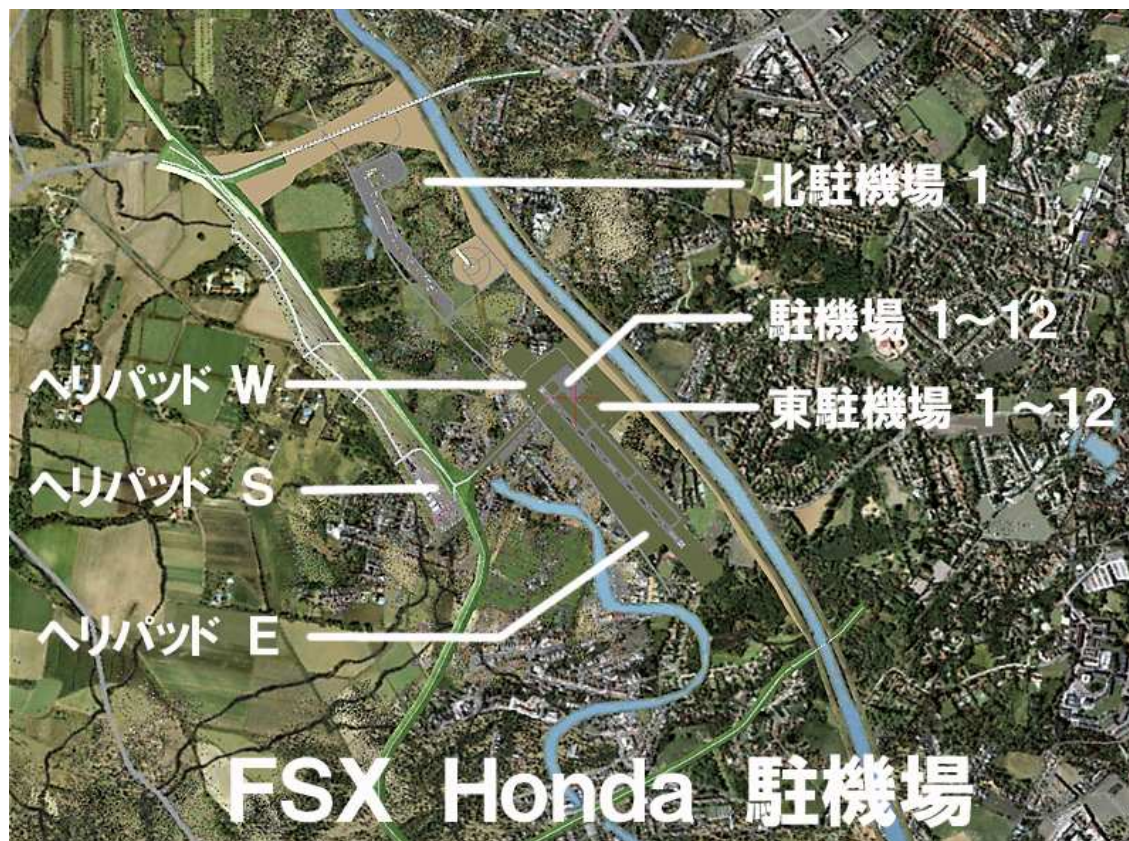 北駐機場 1
駐機場 1～12
ヘリパッド W
東駐機場 1～12
ヘリパッド S
ヘリパッド E
FSX Honda 駐機場